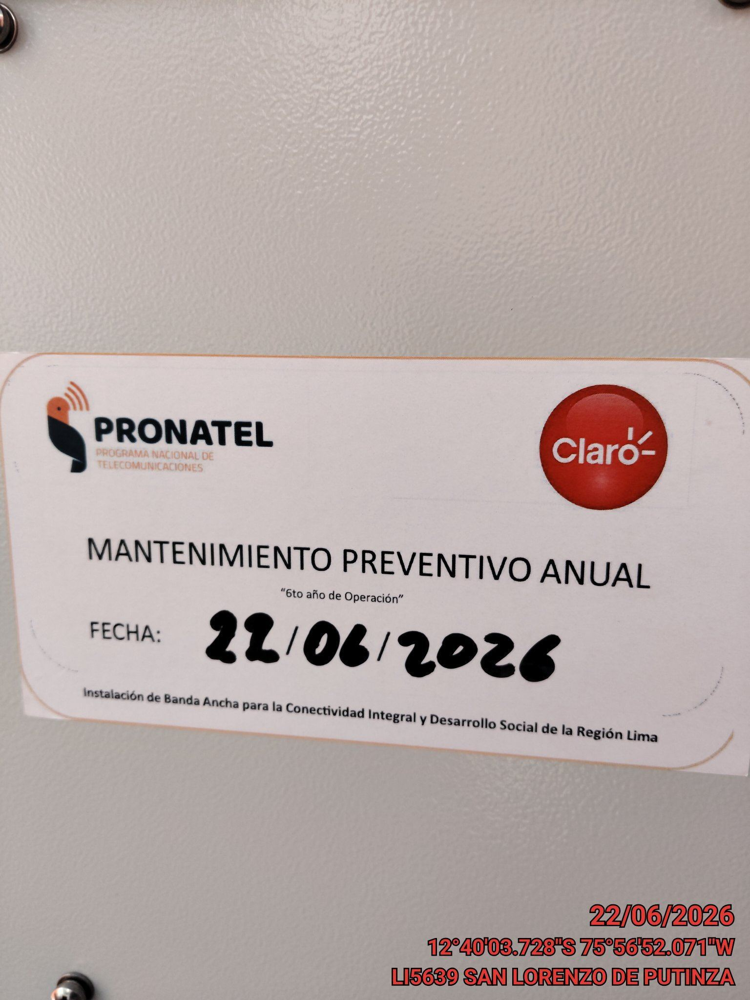 PRONATEL
PROGRAMA NACIONAL DE
TELECOMUNICACIONES
Claro
MANTENIMIENTO PREVENTIVO ANUAL
“6to año de Operación”
FECHA: 22/06/2026
Instalación de Banda Ancha para la Conectividad Integral y Desarrollo Social de la Región Lima
22/06/2026
12°40'03.728"S 75°56'52.071"W
LI5639 SAN LORENZO DE PUTINZA